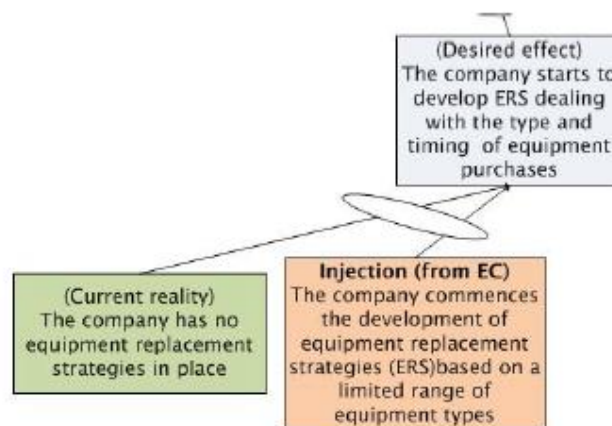 (Desired effect)
The company starts to
develop ERS dealing
with the type and
timing of equipment
purchases
(Current reality)
The company has no
equipment replacement
strategies in place
Injection (from EC)
The company commences
the development of
equipment replacement
strategies (ERS)based on a
limited range of
equipment types